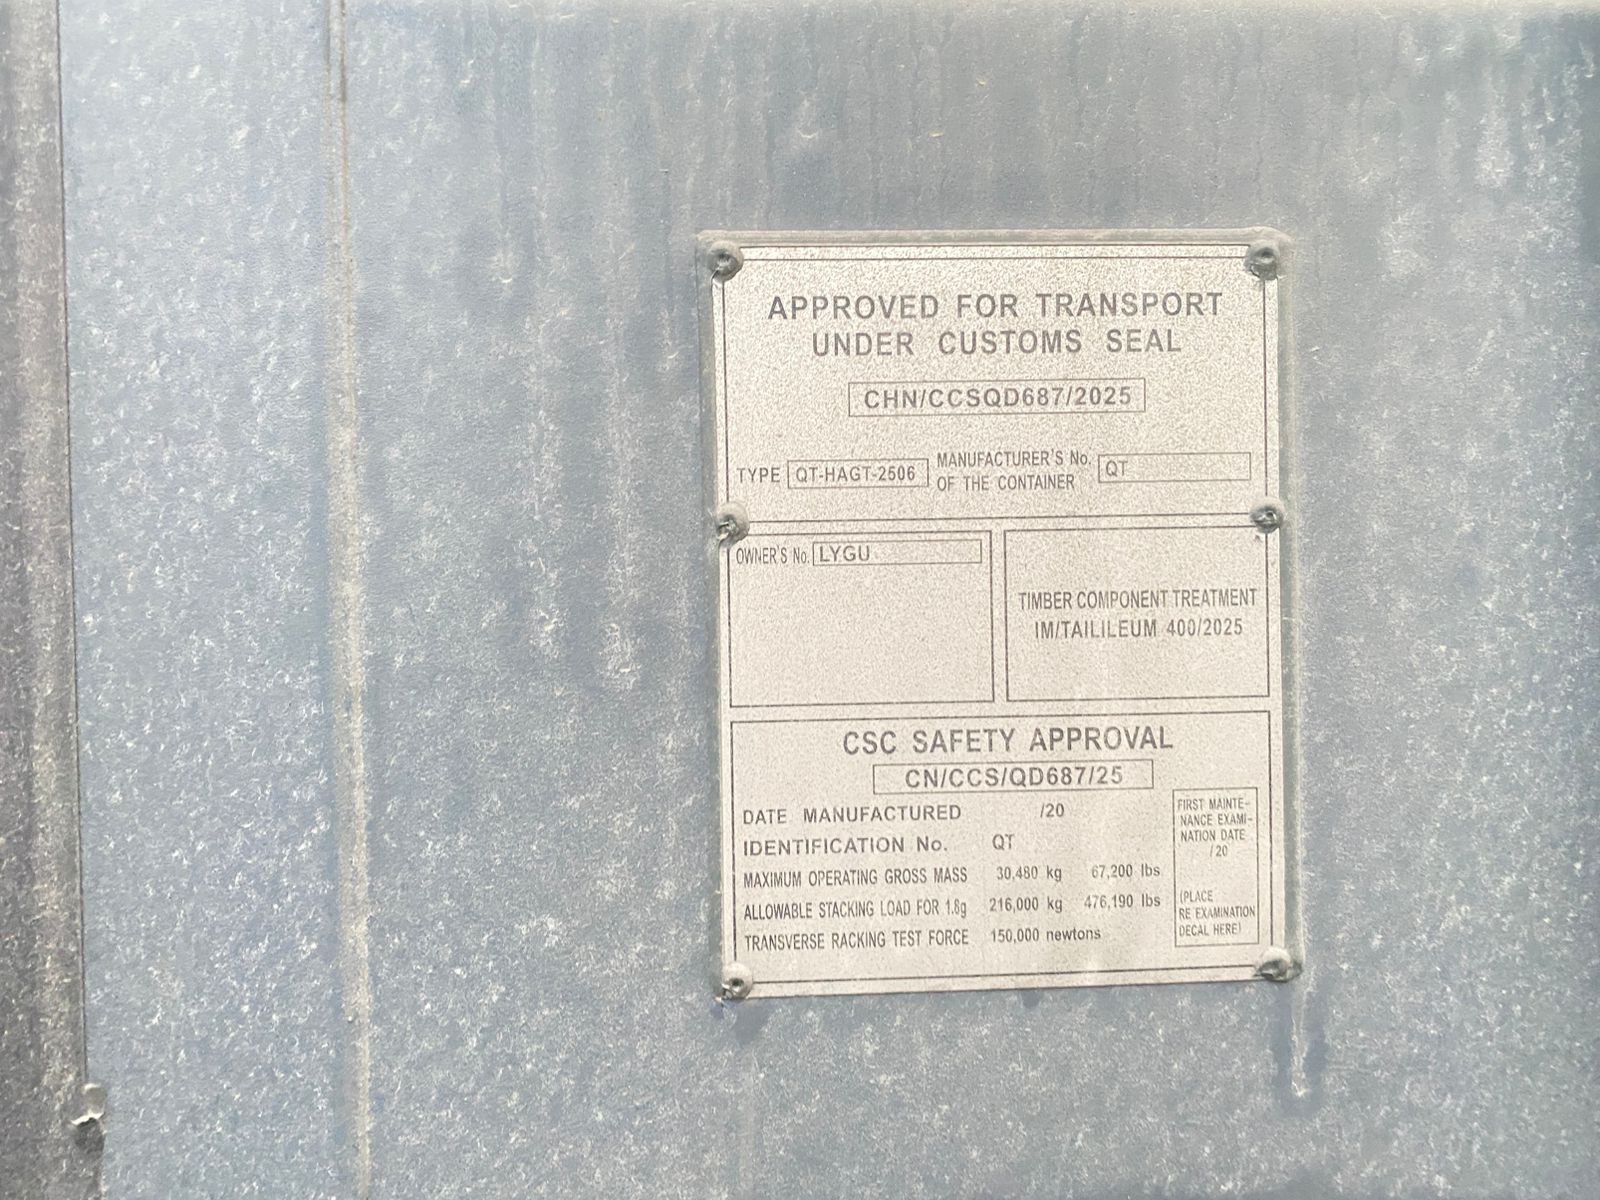 APPROVED FOR TRANSPORT
UNDER CUSTOMS SEAL
CHN/CCSQD687/2025
TYPE QT-HAGT-2506 MANUFACTURER'S No. OF THE CONTAINER QT
OWNER'S No. LYGU
TIMBER COMPONENT TREATMENT
IM/TAILILEUM 400/2025
CSC SAFETY APPROVAL
CN/CCS/QD687/25
DATE MANUFACTURED /20
IDENTIFICATION No. QT
MAXIMUM OPERATING GROSS MASS 30,480 kg 67,200 lbs
ALLOWABLE STACKING LOAD FOR 1.8g 216,000 kg 476,190 lbs
TRANSVERSE RACKING TEST FORCE 150,000 newtons
FIRST MAINTE-
NANCE EXAMI-
NATION DATE
/20
(PLACE
RE EXAMINATION
DECAL HERE)